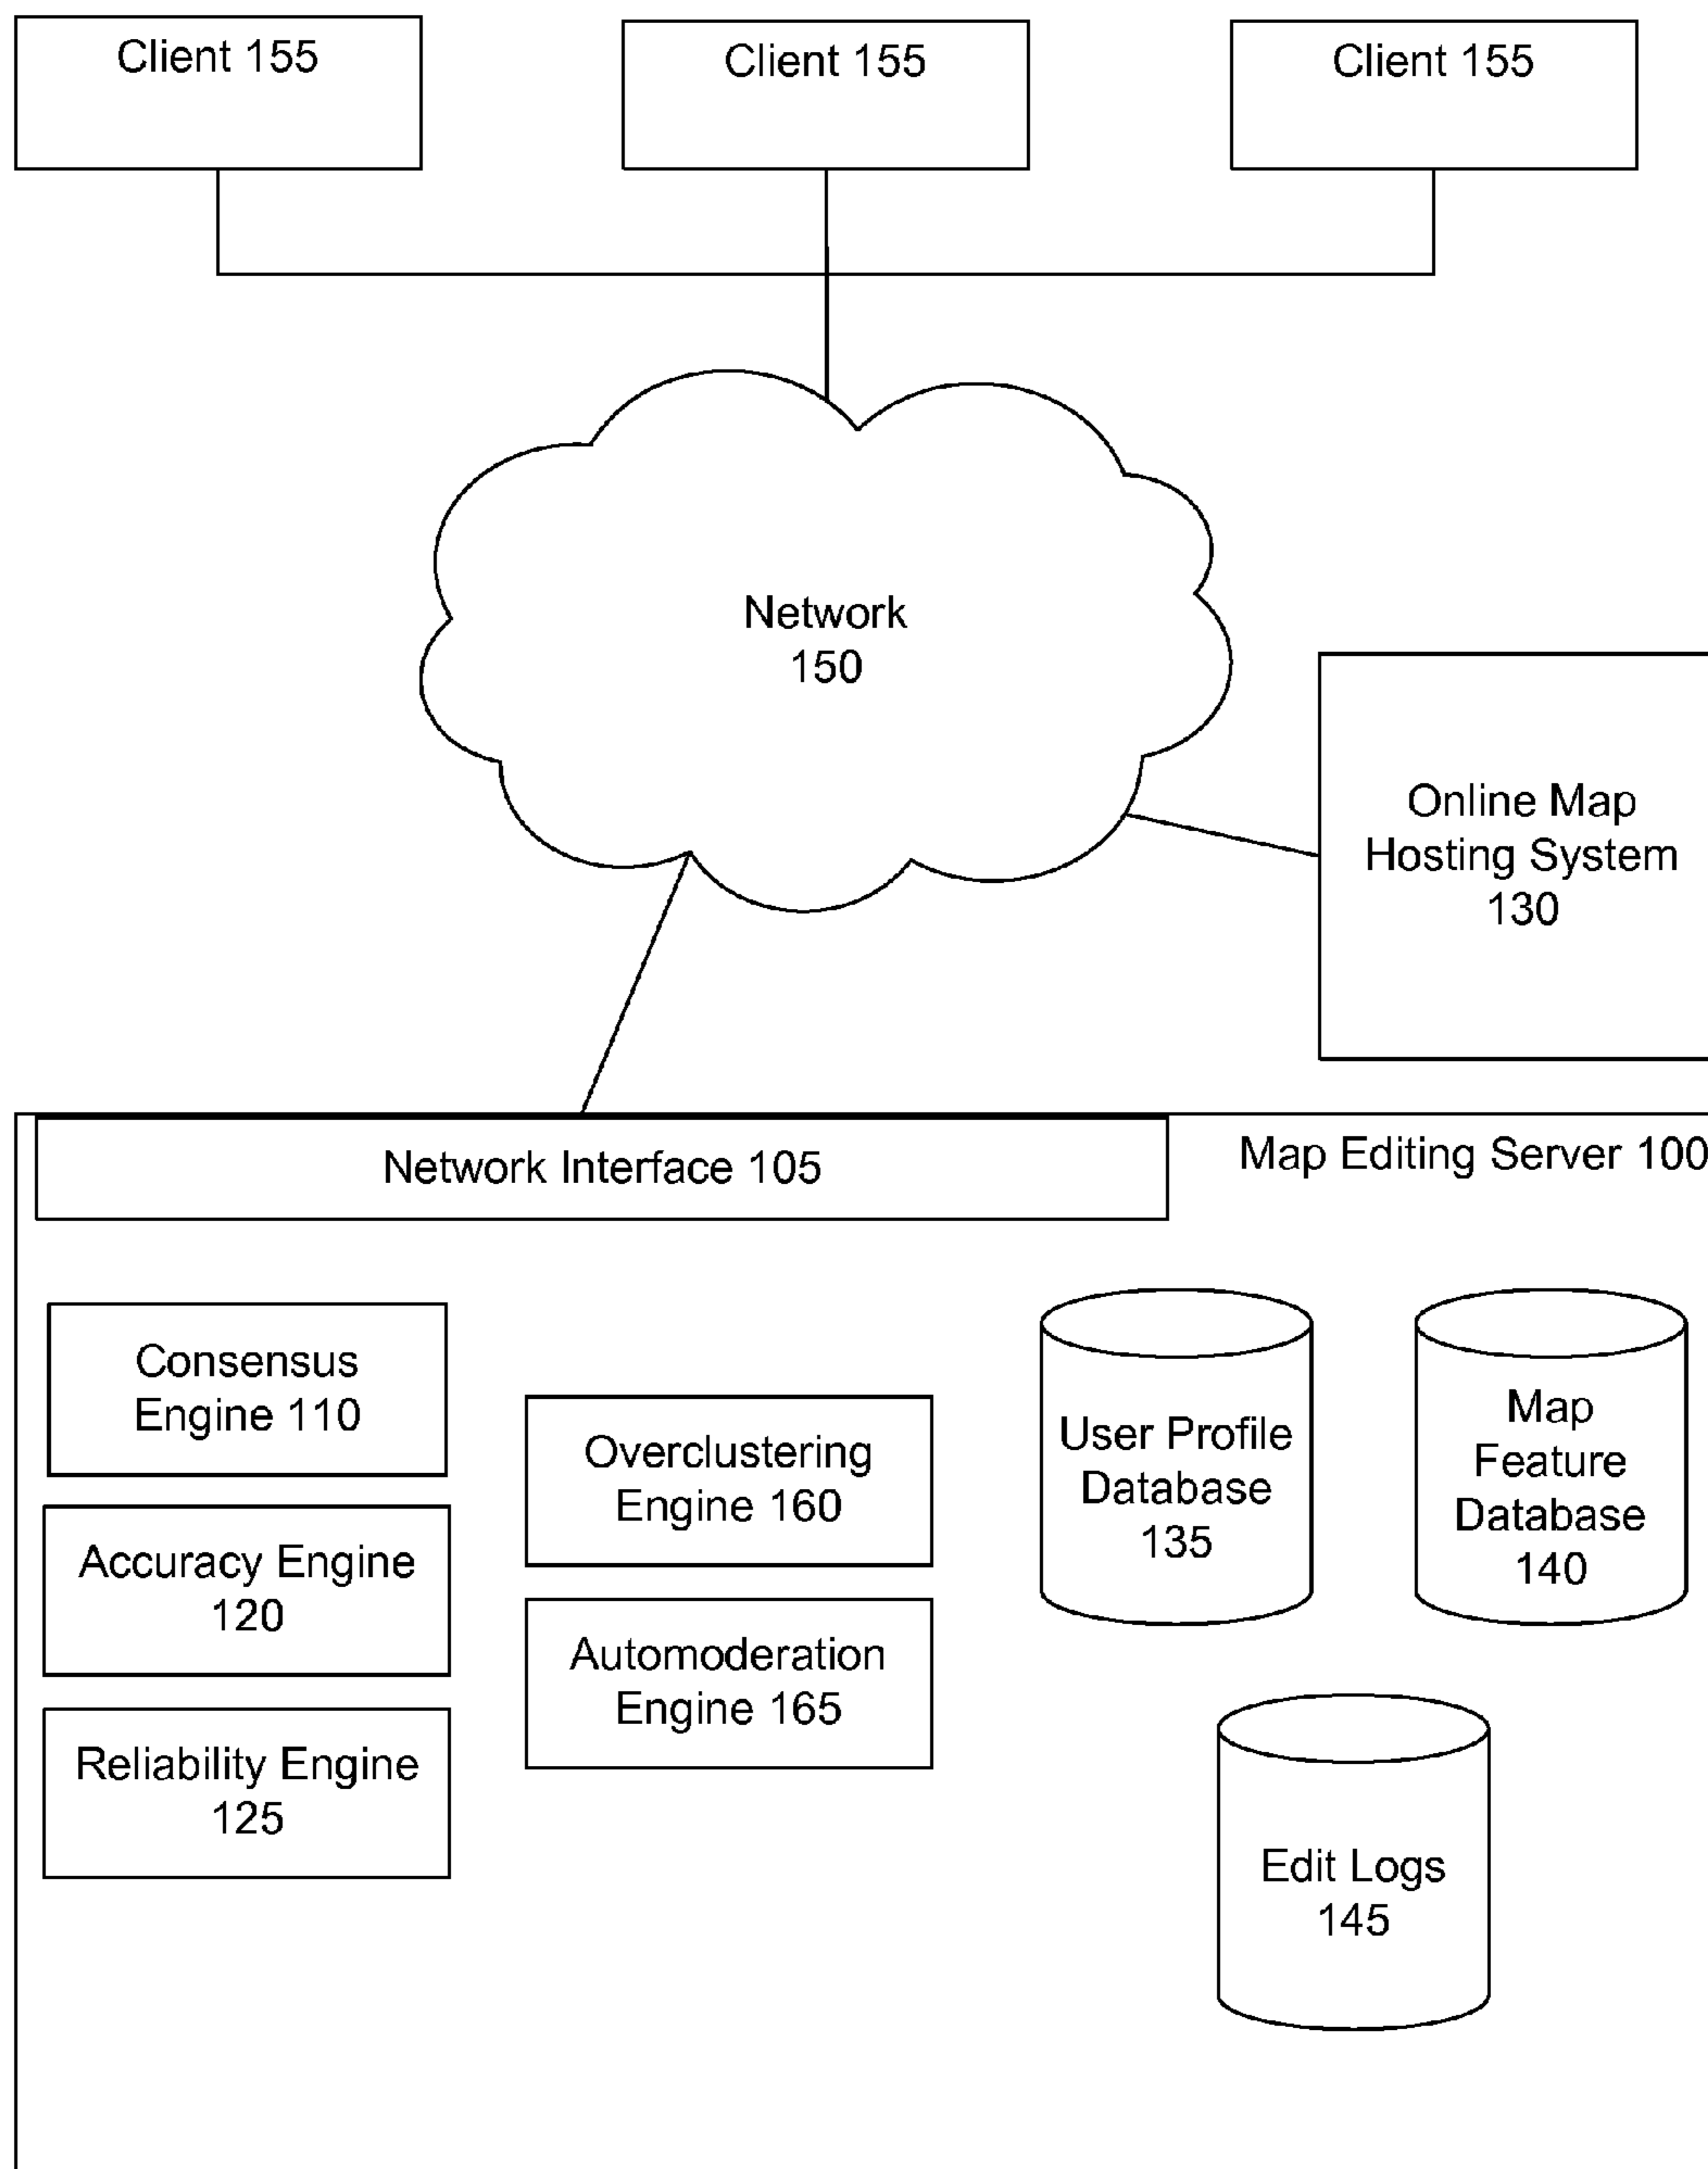 Client 155
Client 155
Client 155
Network
150
Online Map
Hosting System
130
Network Interface 105
Map Editing Server 100
Consensus
Engine 110
Overclustering
Engine 160
User Profile
Database
135
Map
Feature
Database
140
Accuracy Engine
120
Automoderation
Engine 165
Reliability Engine
125
Edit Logs
145